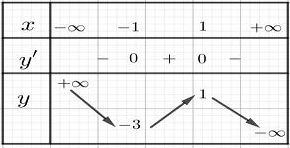 x −∞ −1 1 +∞
y′ − 0 + 0 −
y +∞ −3 1 −∞